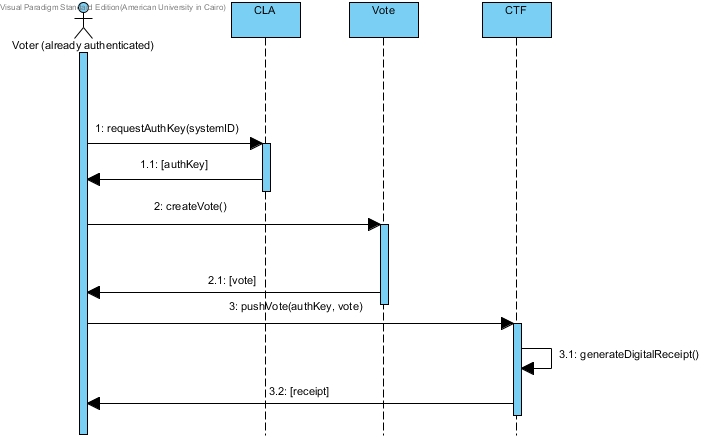 Visual Paradigm Standard Edition(American University in Cairo)
CLA
Vote
CTF
Voter (already authenticated)
1: requestAuthKey(systemID)
1.1: [authKey]
2: createVote()
2.1: [vote]
3: pushVote(authKey, vote)
3.1: generateDigitalReceipt()
3.2: [receipt]